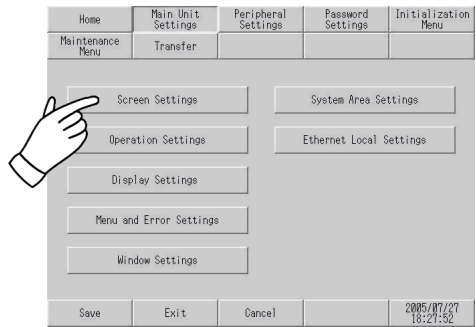 Home
Main Unit Settings
Peripheral Settings
Password Settings
Initialization Menu
Maintenance Menu
Transfer
Screen Settings
System Area Settings
Operation Settings
Ethernet Local Settings
Display Settings
Menu and Error Settings
Window Settings
Save
Exit
Cancel
2005/07/27
18:27:52